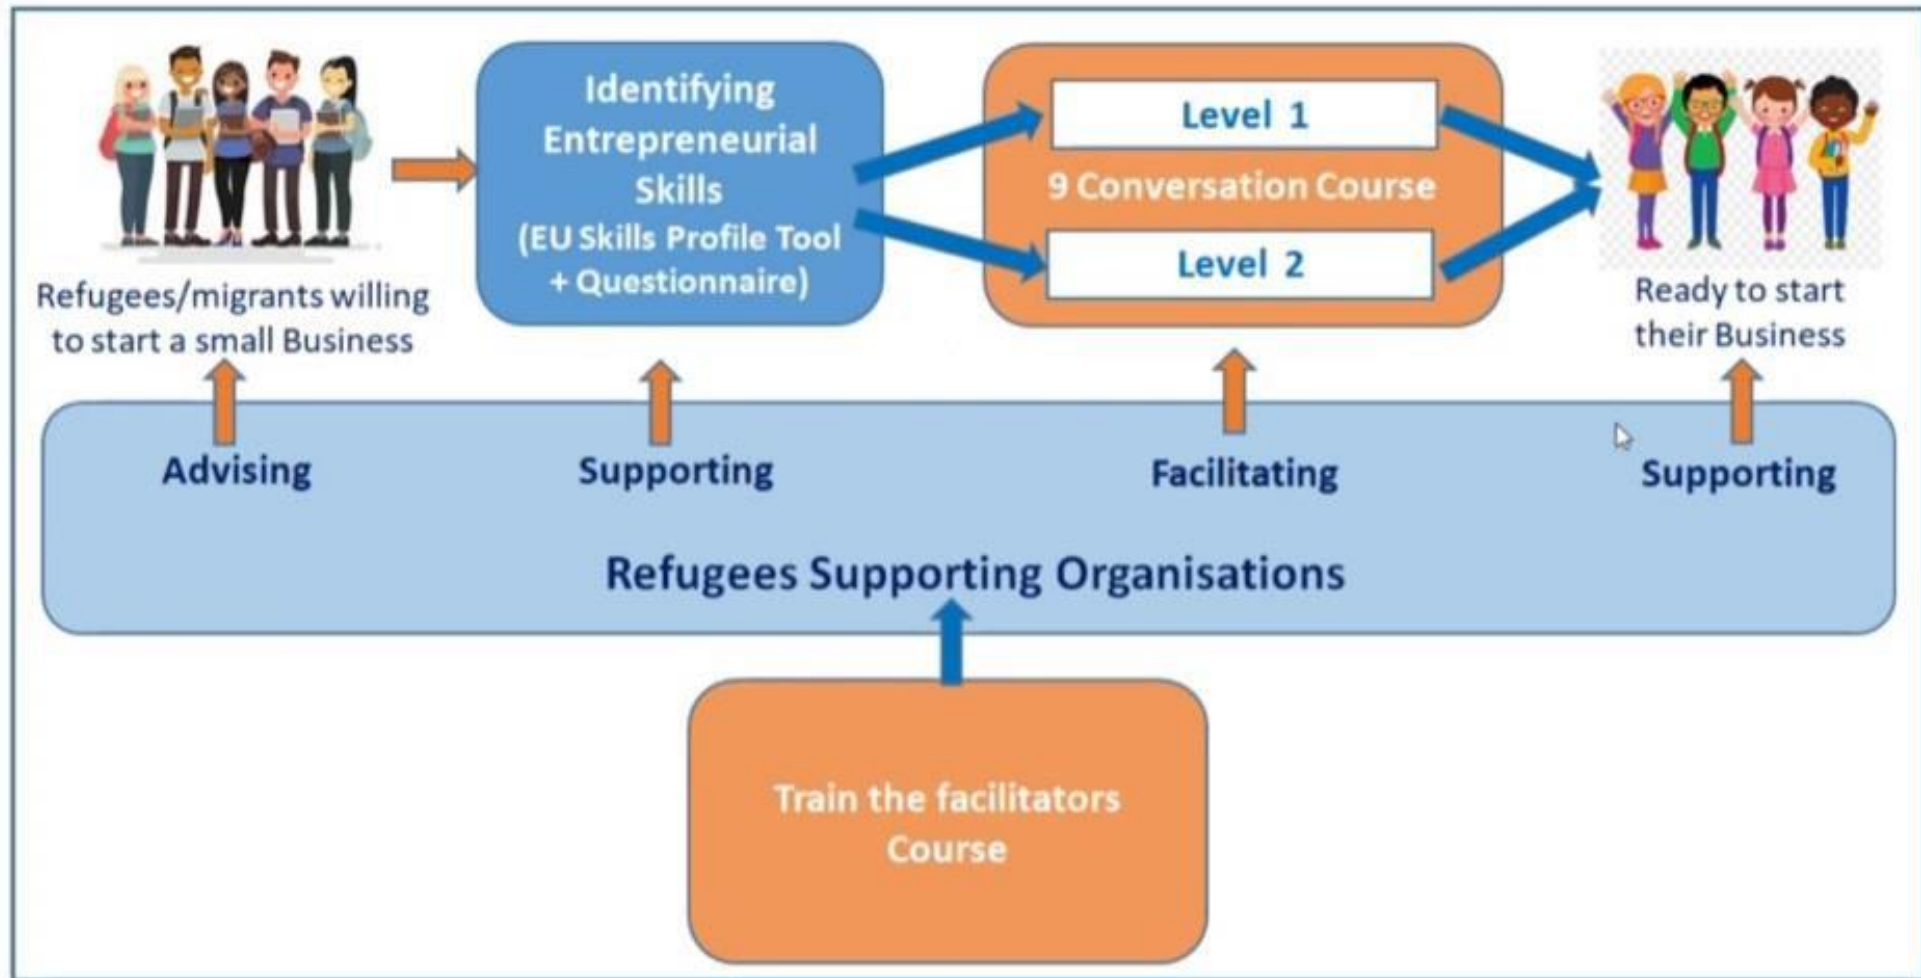 Refugees/migrants willing
to start a small Business
Identifying
Entrepreneurial
Skills
(EU Skills Profile Tool
+ Questionnaire)
Level 1
9 Conversation Course
Level 2
Ready to start
their Business
Advising
Supporting
Facilitating
Supporting
Refugees Supporting Organisations
Train the facilitators
Course